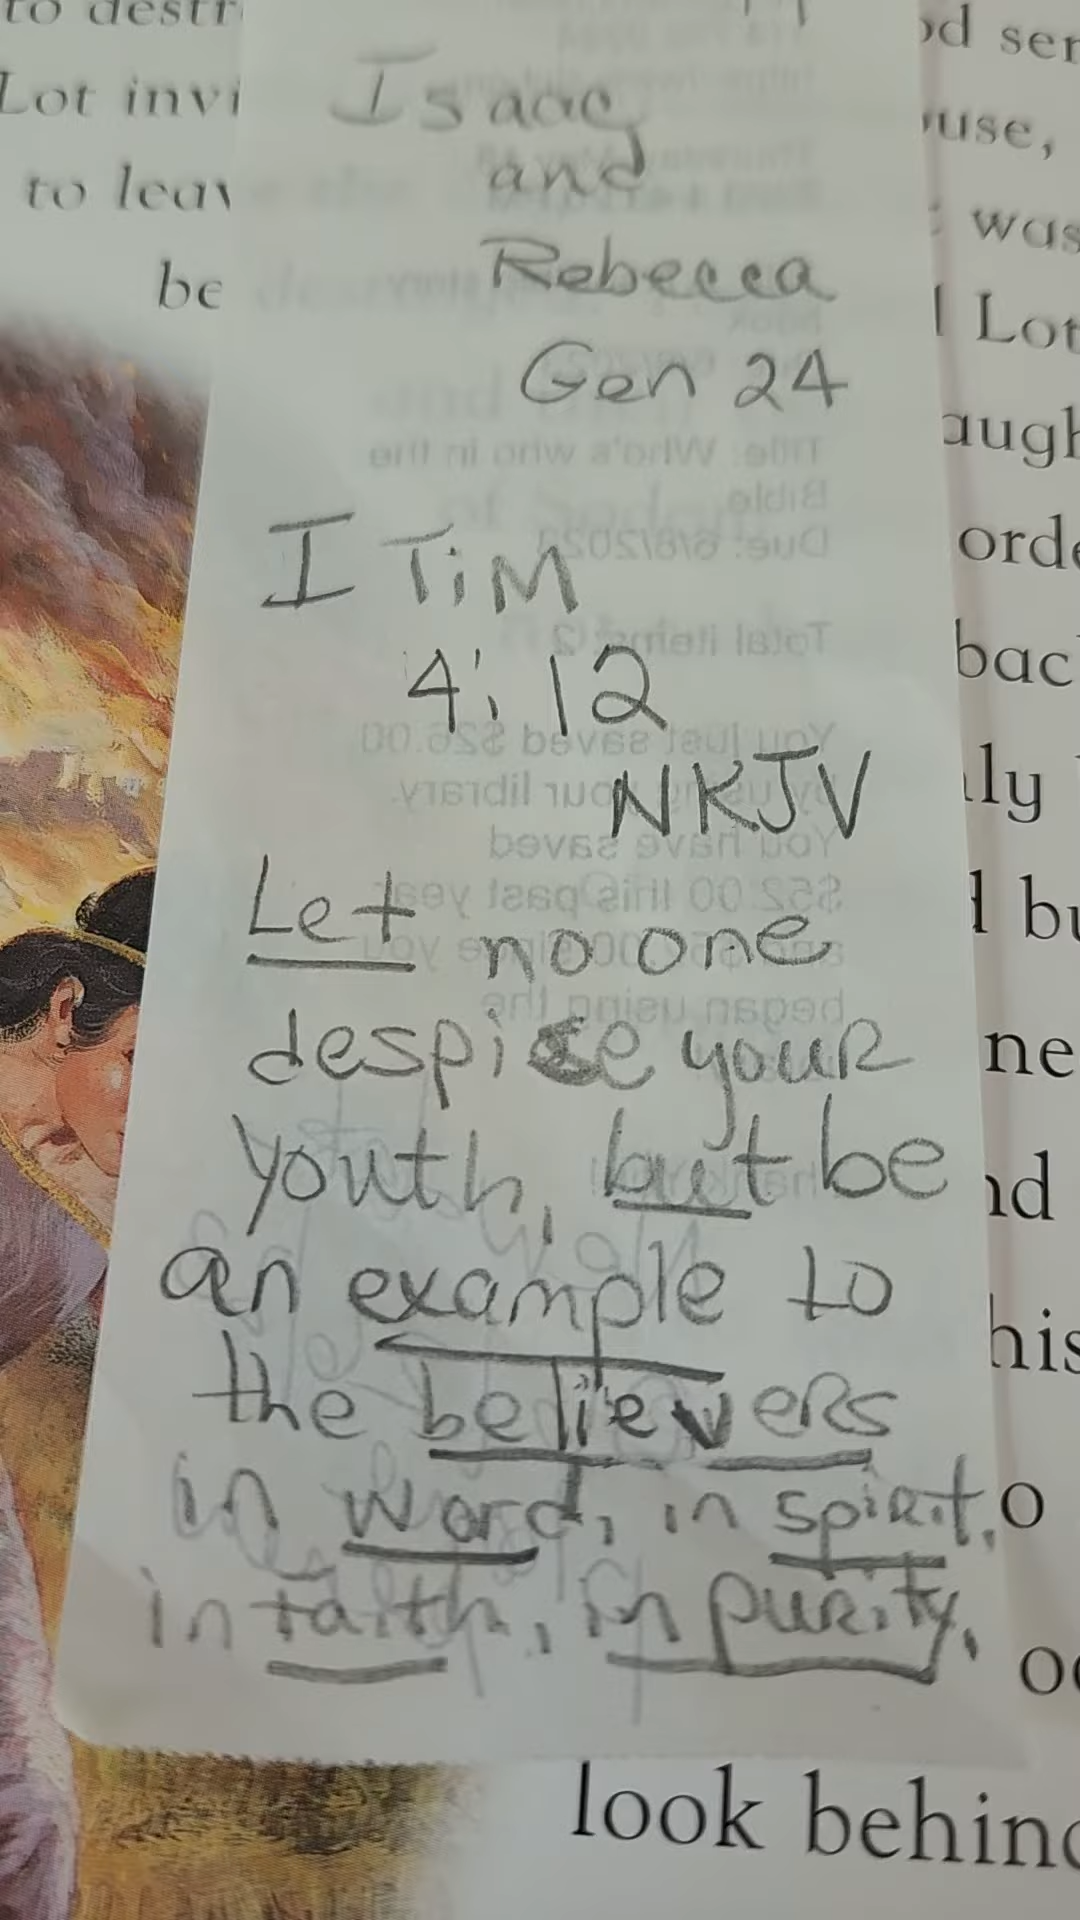 to destr
od ser
Lot invi
Isaac
ouse,
to leav
and
: was
be
Rebecca
l Lot
Gen 24
augh
Title: Who's who in the
Bible
I TiM
orde
Due: 6/8/202
Total items: 2
bac
4:12
You just saved $26.00
NKJV
by using your library.
ly
You have saved
Let
$52.00 this past year
d bu
no one
began using the
despise your
ne
youth, but be
nd
an example to
his
the believers
in word, in spirit,
o
in faith, in purity,
look behind